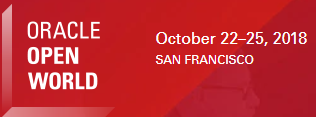 ORACLE
OPEN
WORLD
October 22–25, 2018
SAN FRANCISCO